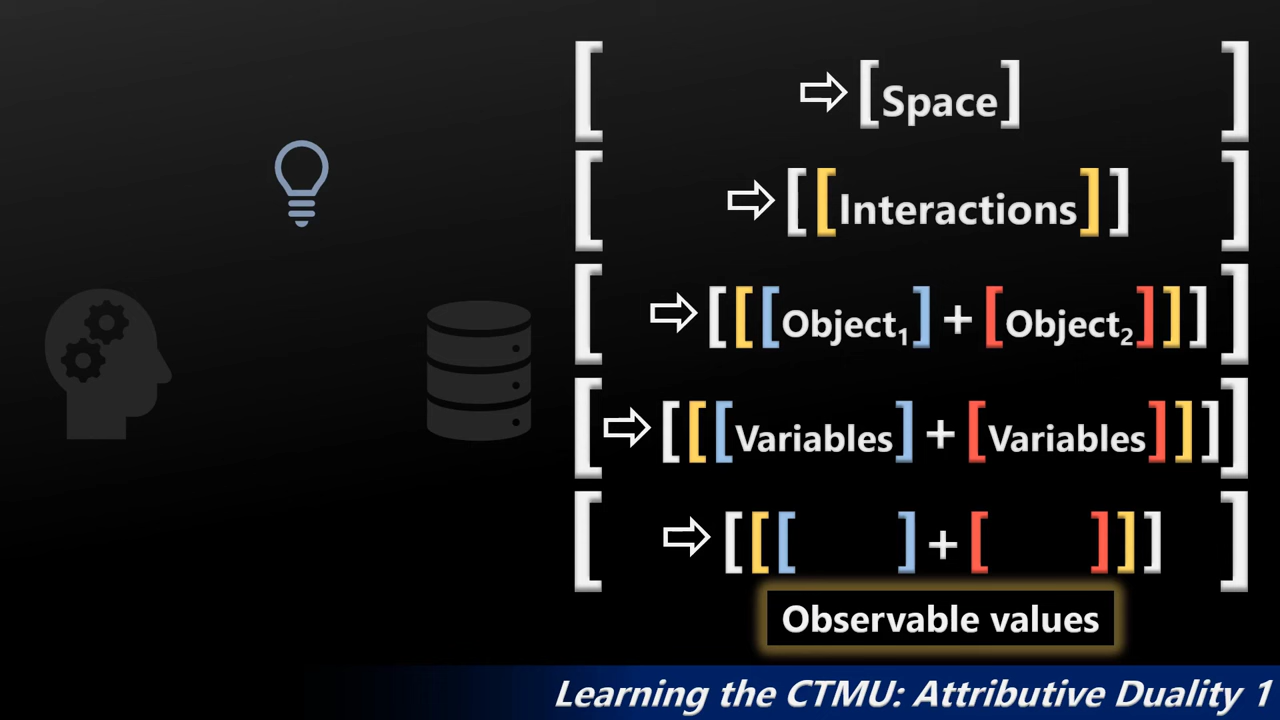 [ ⇨ [Space] ]
[ ⇨ [[Interactions]] ]
[ ⇨ [[[Object₁] + [Object₂]]] ]
[ ⇨ [[[Variables] + [Variables]]] ]
[ ⇨ [[[ ] + [ ]]] ]
Observable values
Learning the CTMU: Attributive Duality 1